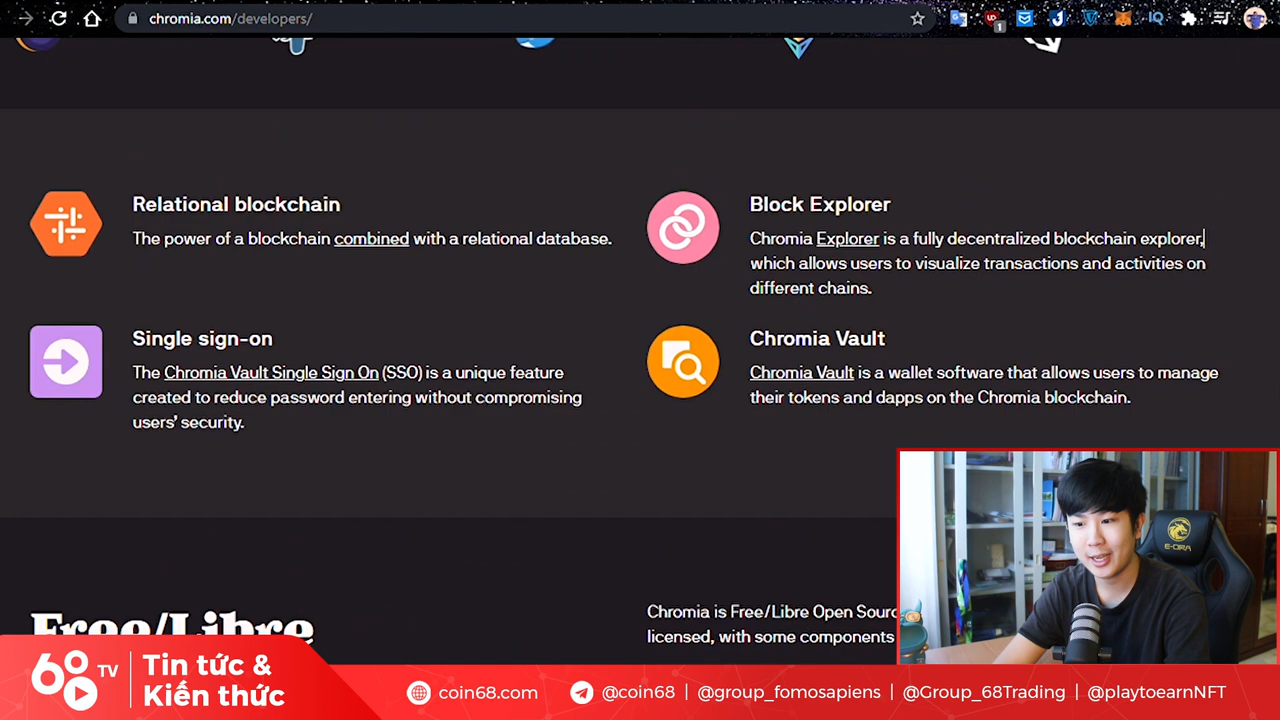 chromia.com/developers/
1
Relational blockchain
The power of a blockchain combined with a relational database.
Block Explorer
Chromia Explorer is a fully decentralized blockchain explorer,
which allows users to visualize transactions and activities on
different chains.
Single sign-on
The Chromia Vault Single Sign On (SSO) is a unique feature
created to reduce password entering without compromising
users' security.
Chromia Vault
Chromia Vault is a wallet software that allows users to manage
their tokens and dapps on the Chromia blockchain.
Free/Libre
Chromia is Free/Libre Open Sourc
licensed, with some components
E-DRA
68 TV
Tin tức &
Kiến thức
coin68.com
@coin68 | @group_fomosapiens | @Group_68Trading | @playtoearnNFT